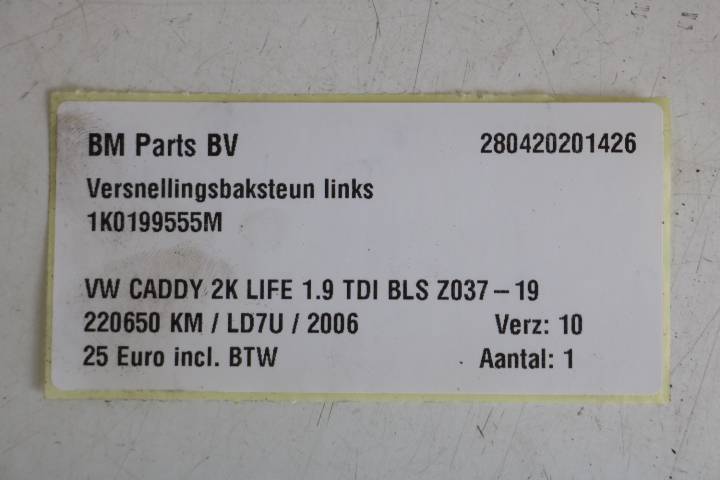 BM Parts BV 280420201426
Versnellingsbaksteun links
1K0199555M
VW CADDY 2K LIFE 1.9 TDI BLS Z037 – 19
220650 KM / LD7U / 2006 Verz: 10
25 Euro incl. BTW Aantal: 1